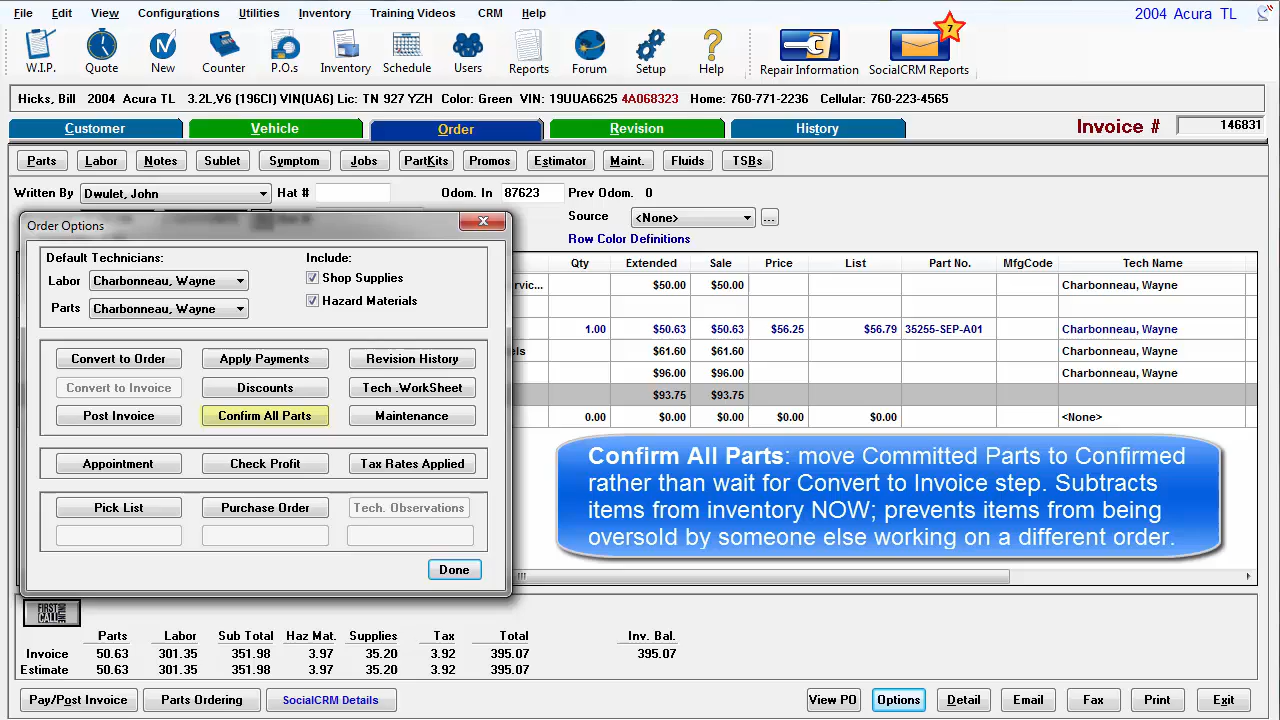 File Edit View Configurations Utilities Inventory Training Videos CRM Help 2004 Acura TL
7
W.I.P. Quote New Counter P.O.s Inventory Schedule Users Reports Forum Setup Help Repair Information SocialCRM Reports
Hicks, Bill 2004 Acura TL 3.2L,V6 (196CI) VIN(UA6) Lic: TN 927 YZH Color: Green VIN: 19UUA6625 4A068323 Home: 760-771-2236 Cellular: 760-223-4565
Customer Vehicle Order Revision History Invoice # 146831
Parts Labor Notes Sublet Symptom Jobs PartKits Promos Estimator Maint. Fluids TSBs
Written By Dwulet, John Hat # Odom. In 87623 Prev Odom. 0
Source <None> ...
Row Color Definitions
Order Options
Default Technicians:
Labor Charbonneau, Wayne
Parts Charbonneau, Wayne
Include:
Shop Supplies
Hazard Materials
Convert to Order Apply Payments Revision History
Convert to Invoice Discounts Tech .WorkSheet
Post Invoice Confirm All Parts Maintenance
Appointment Check Profit Tax Rates Applied
Pick List Purchase Order Tech. Observations
Done
Qty Extended Sale Price List Part No. MfgCode Tech Name
rvic... $50.00 $50.00 Charbonneau, Wayne
1.00 $50.63 $50.63 $56.25 $56.79 35255-SEP-A01 Charbonneau, Wayne
els $61.60 $61.60 Charbonneau, Wayne
$96.00 $96.00 Charbonneau, Wayne
$93.75 $93.75
0.00 $0.00 $0.00 $0.00 $0.00 <None>
Confirm All Parts: move Committed Parts to Confirmed
rather than wait for Convert to Invoice step. Subtracts
items from inventory NOW; prevents items from being
oversold by someone else working on a different order.
FIRST
CALL
Parts Labor Sub Total Haz Mat. Supplies Tax Total Inv. Bal.
Invoice 50.63 301.35 351.98 3.97 35.20 3.92 395.07 395.07
Estimate 50.63 301.35 351.98 3.97 35.20 3.92 395.07
Pay/Post Invoice Parts Ordering SocialCRM Details View PO Options Detail Email Fax Print Exit